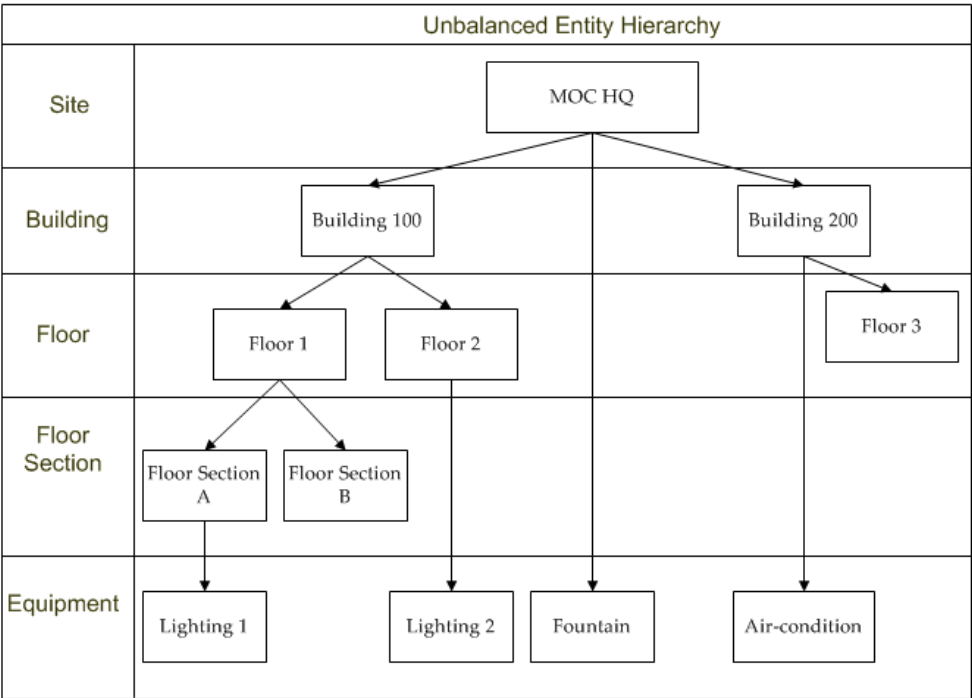 Unbalanced Entity Hierarchy
Site
MOC HQ
Building
Building 100
Building 200
Floor
Floor 1
Floor 2
Floor 3
Floor
Section
Floor Section
A
Floor Section
B
Equipment
Lighting 1
Lighting 2
Fountain
Air-condition